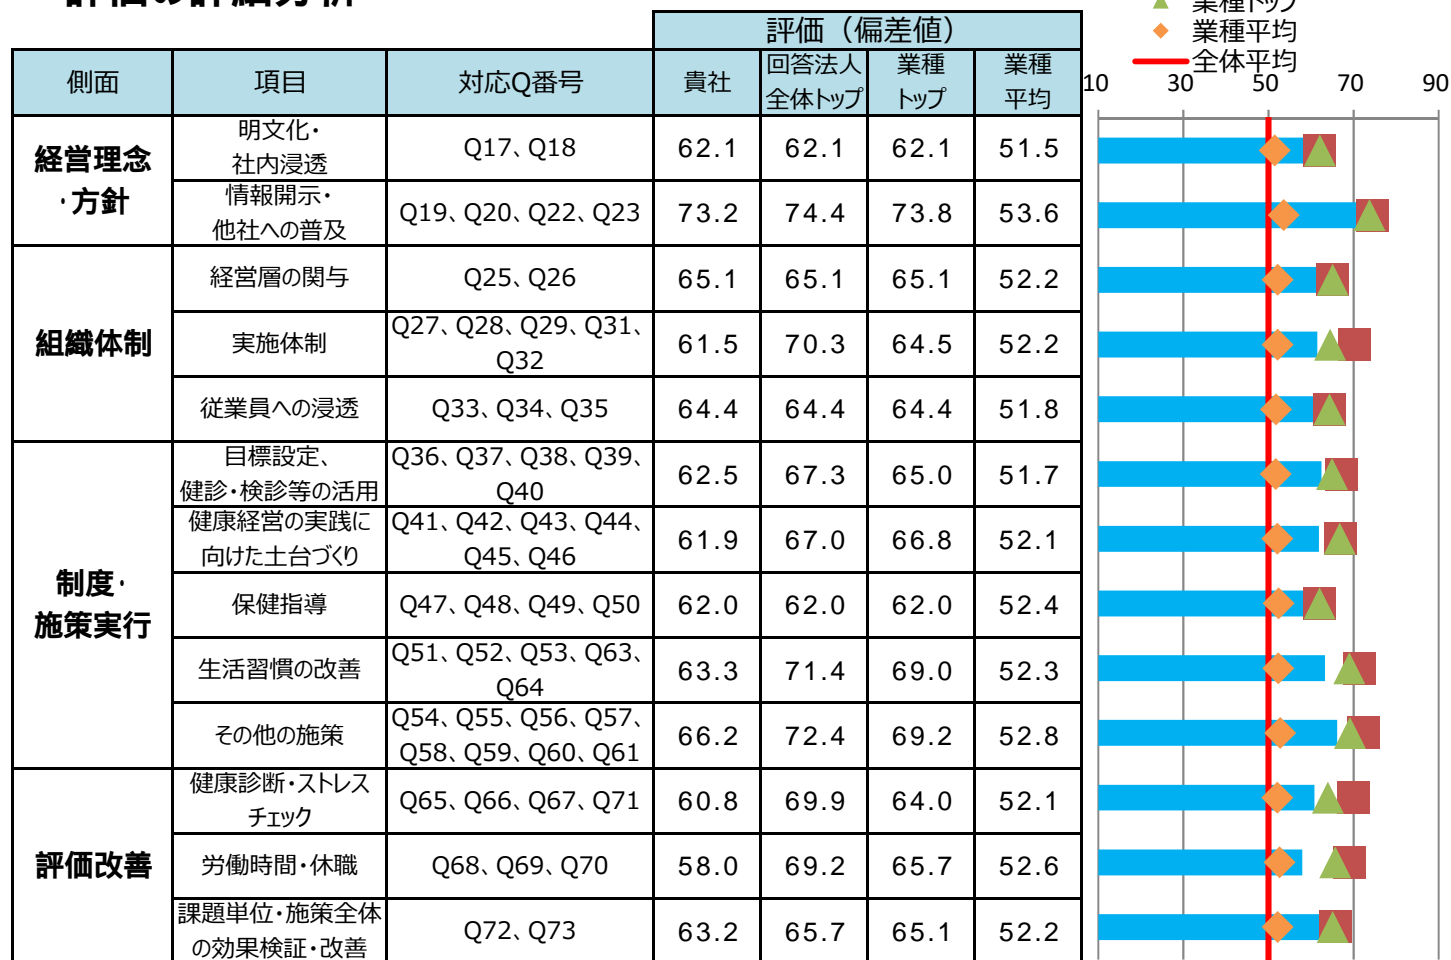 評価の詳細分析
業種トップ
業種平均
全体平均
評価（偏差値）
側面 項目 対応Q番号 貴社 回答法人全体トップ 業種トップ 業種平均
10 30 50 70 90
経営理念・方針
明文化・社内浸透 Q17、Q18 62.1 62.1 62.1 51.5
情報開示・他社への普及 Q19、Q20、Q22、Q23 73.2 74.4 73.8 53.6
組織体制
経営層の関与 Q25、Q26 65.1 65.1 65.1 52.2
実施体制 Q27、Q28、Q29、Q31、Q32 61.5 70.3 64.5 52.2
従業員への浸透 Q33、Q34、Q35 64.4 64.4 64.4 51.8
制度・施策実行
目標設定、健診・検診等の活用 Q36、Q37、Q38、Q39、Q40 62.5 67.3 65.0 51.7
健康経営の実践に向けた土台づくり Q41、Q42、Q43、Q44、Q45、Q46 61.9 67.0 66.8 52.1
保健指導 Q47、Q48、Q49、Q50 62.0 62.0 62.0 52.4
生活習慣の改善 Q51、Q52、Q53、Q63、Q64 63.3 71.4 69.0 52.3
その他の施策 Q54、Q55、Q56、Q57、Q58、Q59、Q60、Q61 66.2 72.4 69.2 52.8
評価改善
健康診断・ストレスチェック Q65、Q66、Q67、Q71 60.8 69.9 64.0 52.1
労働時間・休職 Q68、Q69、Q70 58.0 69.2 65.7 52.6
課題単位・施策全体の効果検証・改善 Q72、Q73 63.2 65.7 65.1 52.2